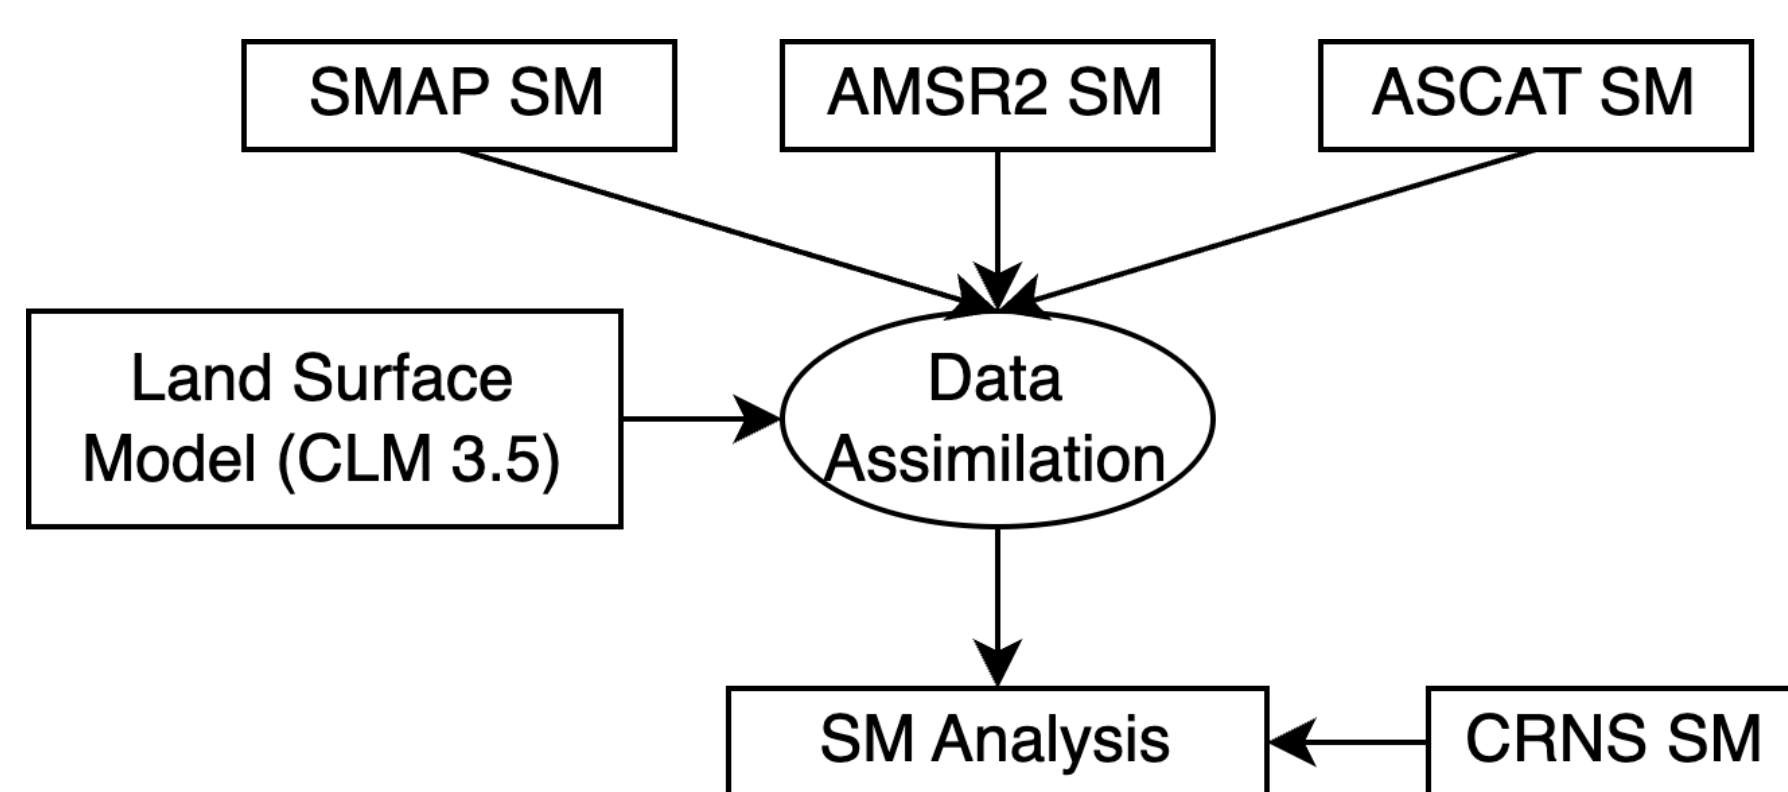 SMAP SM
AMSR2 SM
ASCAT SM
Land Surface
Model (CLM 3.5)
Data
Assimilation
SM Analysis
CRNS SM